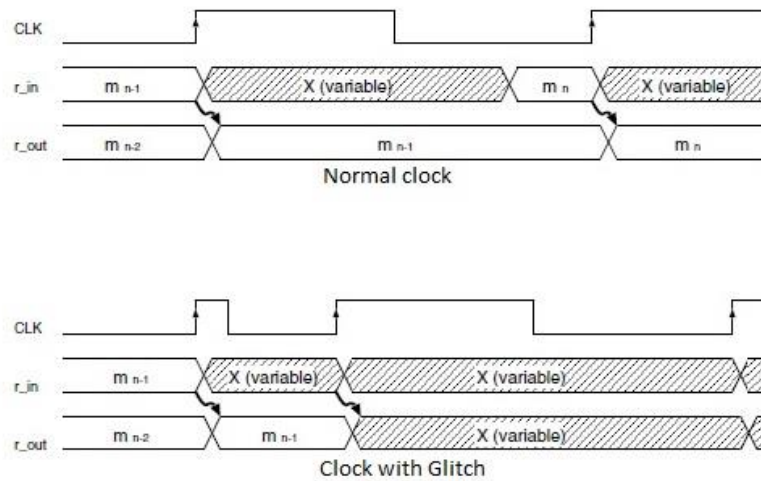 CLK
r_in m n-1 X (variable) m n X (variable)
r_out m n-2 m n-1 m n
Normal clock
CLK
r_in m n-1 X (variable) X (variable)
r_out m n-2 m n-1 X (variable)
Clock with Glitch